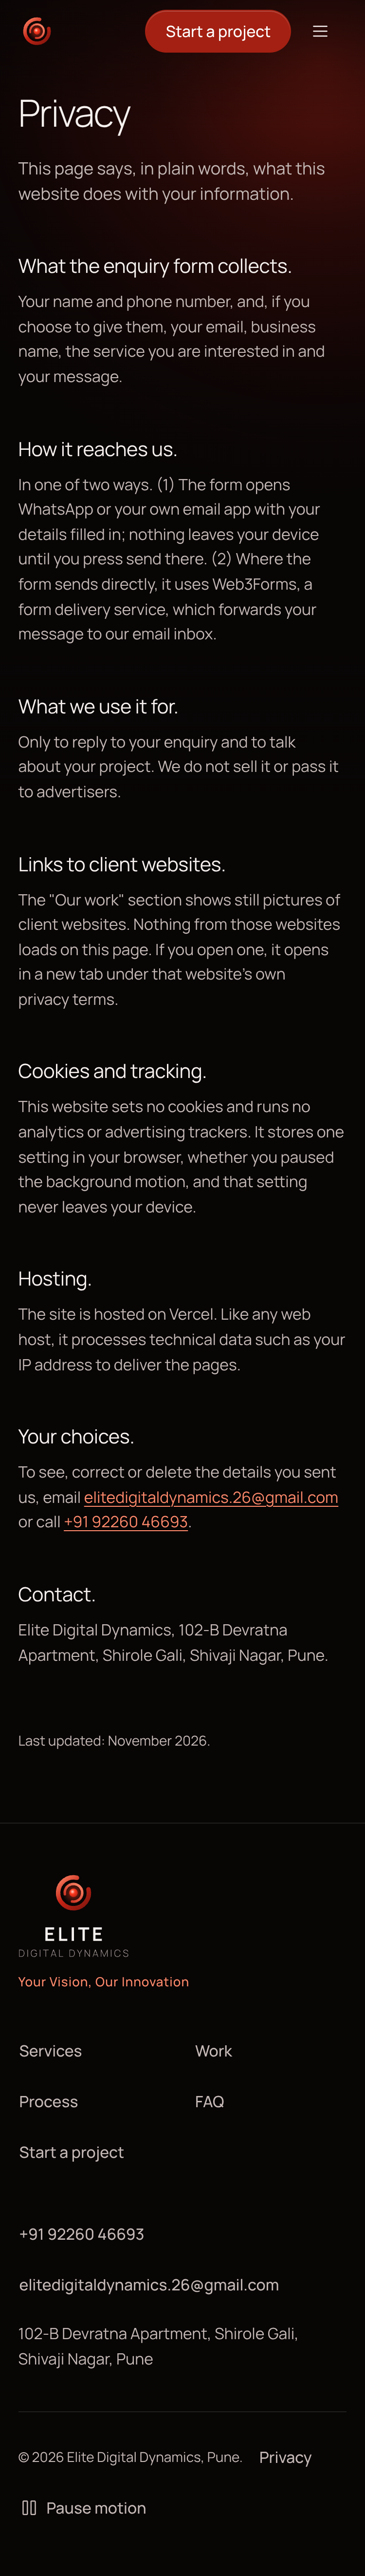 Start a project
Privacy
This page says, in plain words, what this
website does with your information.
What the enquiry form collects.
Your name and phone number, and, if you
choose to give them, your email, business
name, the service you are interested in and
your message.
How it reaches us.
In one of two ways. (1) The form opens
WhatsApp or your own email app with your
details filled in; nothing leaves your device
until you press send there. (2) Where the
form sends directly, it uses Web3Forms, a
form delivery service, which forwards your
message to our email inbox.
What we use it for.
Only to reply to your enquiry and to talk
about your project. We do not sell it or pass it
to advertisers.
Links to client websites.
The "Our work" section shows still pictures of
client websites. Nothing from those websites
loads on this page. If you open one, it opens
in a new tab under that website's own
privacy terms.
Cookies and tracking.
This website sets no cookies and runs no
analytics or advertising trackers. It stores one
setting in your browser, whether you paused
the background motion, and that setting
never leaves your device.
Hosting.
The site is hosted on Vercel. Like any web
host, it processes technical data such as your
IP address to deliver the pages.
Your choices.
To see, correct or delete the details you sent
us, email elitedigitaldynamics.26@gmail.com
or call +91 92260 46693.
Contact.
Elite Digital Dynamics, 102-B Devratna
Apartment, Shirole Gali, Shivaji Nagar, Pune.
Last updated: November 2026.
ELITE
DIGITAL DYNAMICS
Your Vision, Our Innovation
Services
Work
Process
FAQ
Start a project
+91 92260 46693
elitedigitaldynamics.26@gmail.com
102-B Devratna Apartment, Shirole Gali,
Shivaji Nagar, Pune
© 2026 Elite Digital Dynamics, Pune.
Privacy
Pause motion